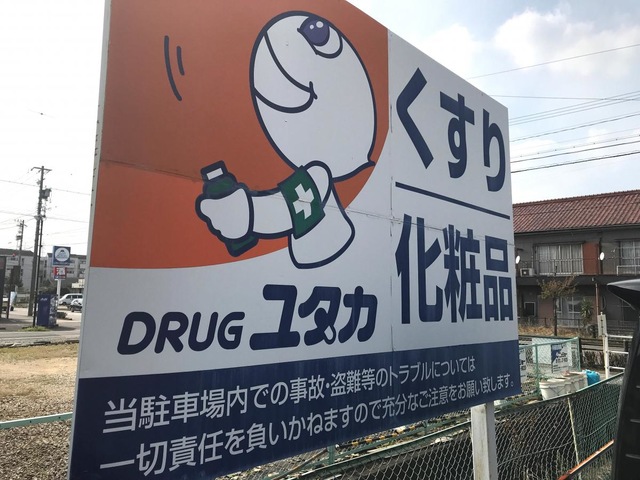 くすり
化粧品
DRUG ユタカ
当駐車場内での事故･盗難等のトラブルについては
一切責任を負いかねますので充分なご注意をお願い致します。